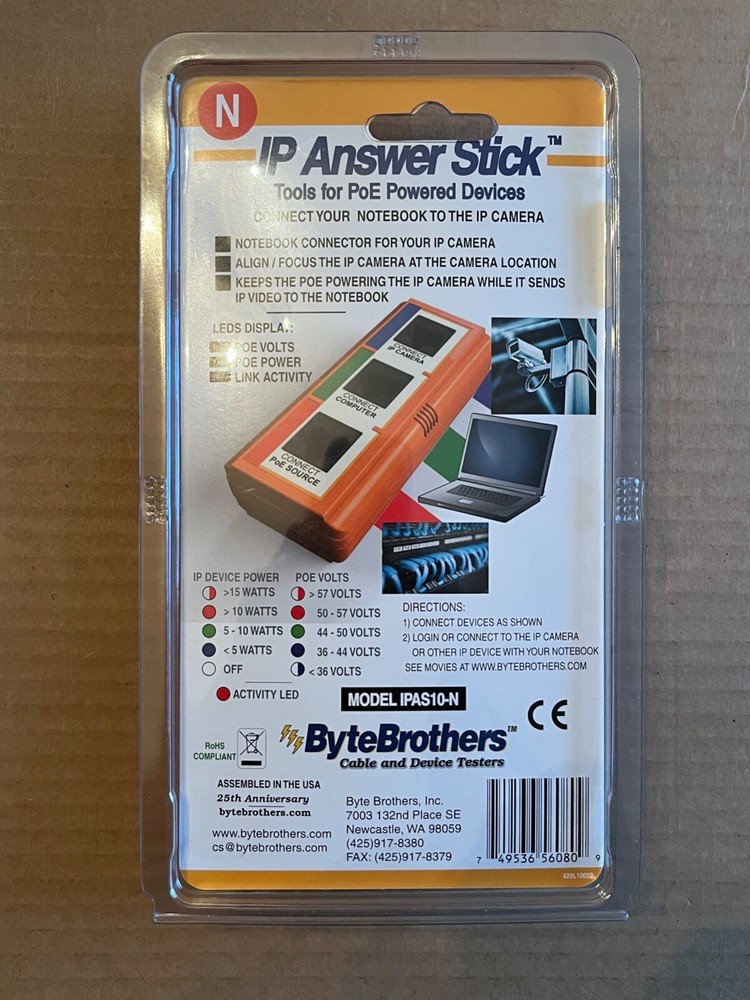 N
IP Answer Stick™
Tools for PoE Powered Devices
CONNECT YOUR NOTEBOOK TO THE IP CAMERA
NOTEBOOK CONNECTOR FOR YOUR IP CAMERA
ALIGN / FOCUS THE IP CAMERA AT THE CAMERA LOCATION
KEEPS THE POE POWERING THE IP CAMERA WHILE IT SENDS
IP VIDEO TO THE NOTEBOOK
LEDS DISPLAY:
POE VOLTS
POE POWER
LINK ACTIVITY
CONNECT
IP CAMERA
CONNECT
COMPUTER
CONNECT
PoE SOURCE
IP DEVICE POWER
>15 WATTS
> 10 WATTS
5 - 10 WATTS
< 5 WATTS
OFF
ACTIVITY LED
POE VOLTS
> 57 VOLTS
50 - 57 VOLTS
44 - 50 VOLTS
36 - 44 VOLTS
< 36 VOLTS
DIRECTIONS:
1) CONNECT DEVICES AS SHOWN
2) LOGIN OR CONNECT TO THE IP CAMERA
OR OTHER IP DEVICE WITH YOUR NOTEBOOK
SEE MOVIES AT WWW.BYTEBROTHERS.COM
MODEL IPAS10-N
CE
RoHS
COMPLIANT
ByteBrothers™
Cable and Device Testers
ASSEMBLED IN THE USA
25th Anniversary
bytebrothers.com
www.bytebrothers.com
cs@bytebrothers.com
Byte Brothers, Inc.
7003 132nd Place SE
Newcastle, WA 98059
(425)917-8380
FAX: (425)917-8379
7 49536 56080 9